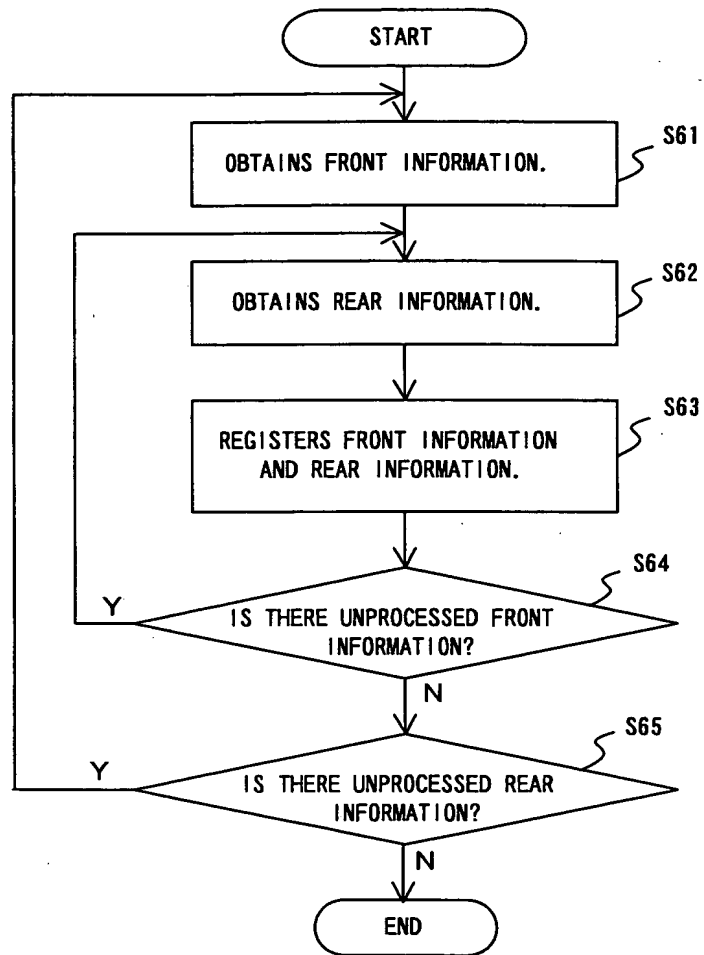 START
S61
OBTAINS FRONT INFORMATION.
S62
OBTAINS REAR INFORMATION.
S63
REGISTERS FRONT INFORMATION
AND REAR INFORMATION.
S64
Y
IS THERE UNPROCESSED FRONT
INFORMATION?
N
S65
Y
IS THERE UNPROCESSED REAR
INFORMATION?
N
END